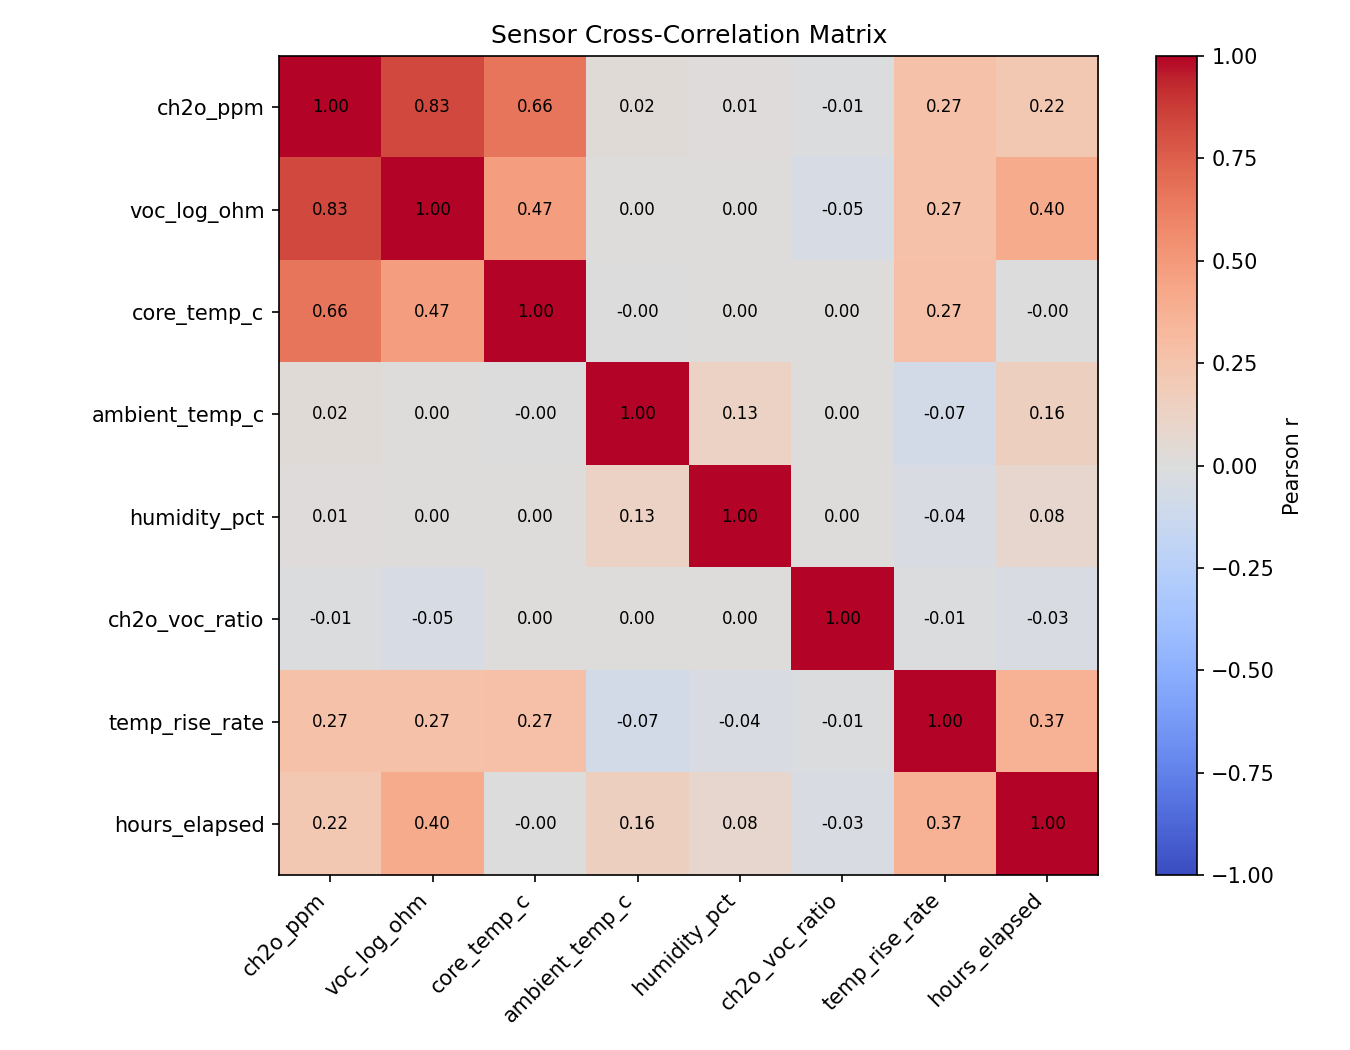 Sensor Cross-Correlation Matrix
ch2o_ppm 1.00 0.83 0.66 0.02 0.01 -0.01 0.27 0.22
voc_log_ohm 0.83 1.00 0.47 0.00 0.00 -0.05 0.27 0.40
core_temp_c 0.66 0.47 1.00 -0.00 0.00 0.00 0.27 -0.00
ambient_temp_c 0.02 0.00 -0.00 1.00 0.13 0.00 -0.07 0.16
humidity_pct 0.01 0.00 0.00 0.13 1.00 0.00 -0.04 0.08
ch2o_voc_ratio -0.01 -0.05 0.00 0.00 0.00 1.00 -0.01 -0.03
temp_rise_rate 0.27 0.27 0.27 -0.07 -0.04 -0.01 1.00 0.37
hours_elapsed 0.22 0.40 -0.00 0.16 0.08 -0.03 0.37 1.00
ch2o_ppm
voc_log_ohm
core_temp_c
ambient_temp_c
humidity_pct
ch2o_voc_ratio
temp_rise_rate
hours_elapsed
1.00
0.75
0.50
0.25
0.00
−0.25
−0.50
−0.75
−1.00
Pearson r